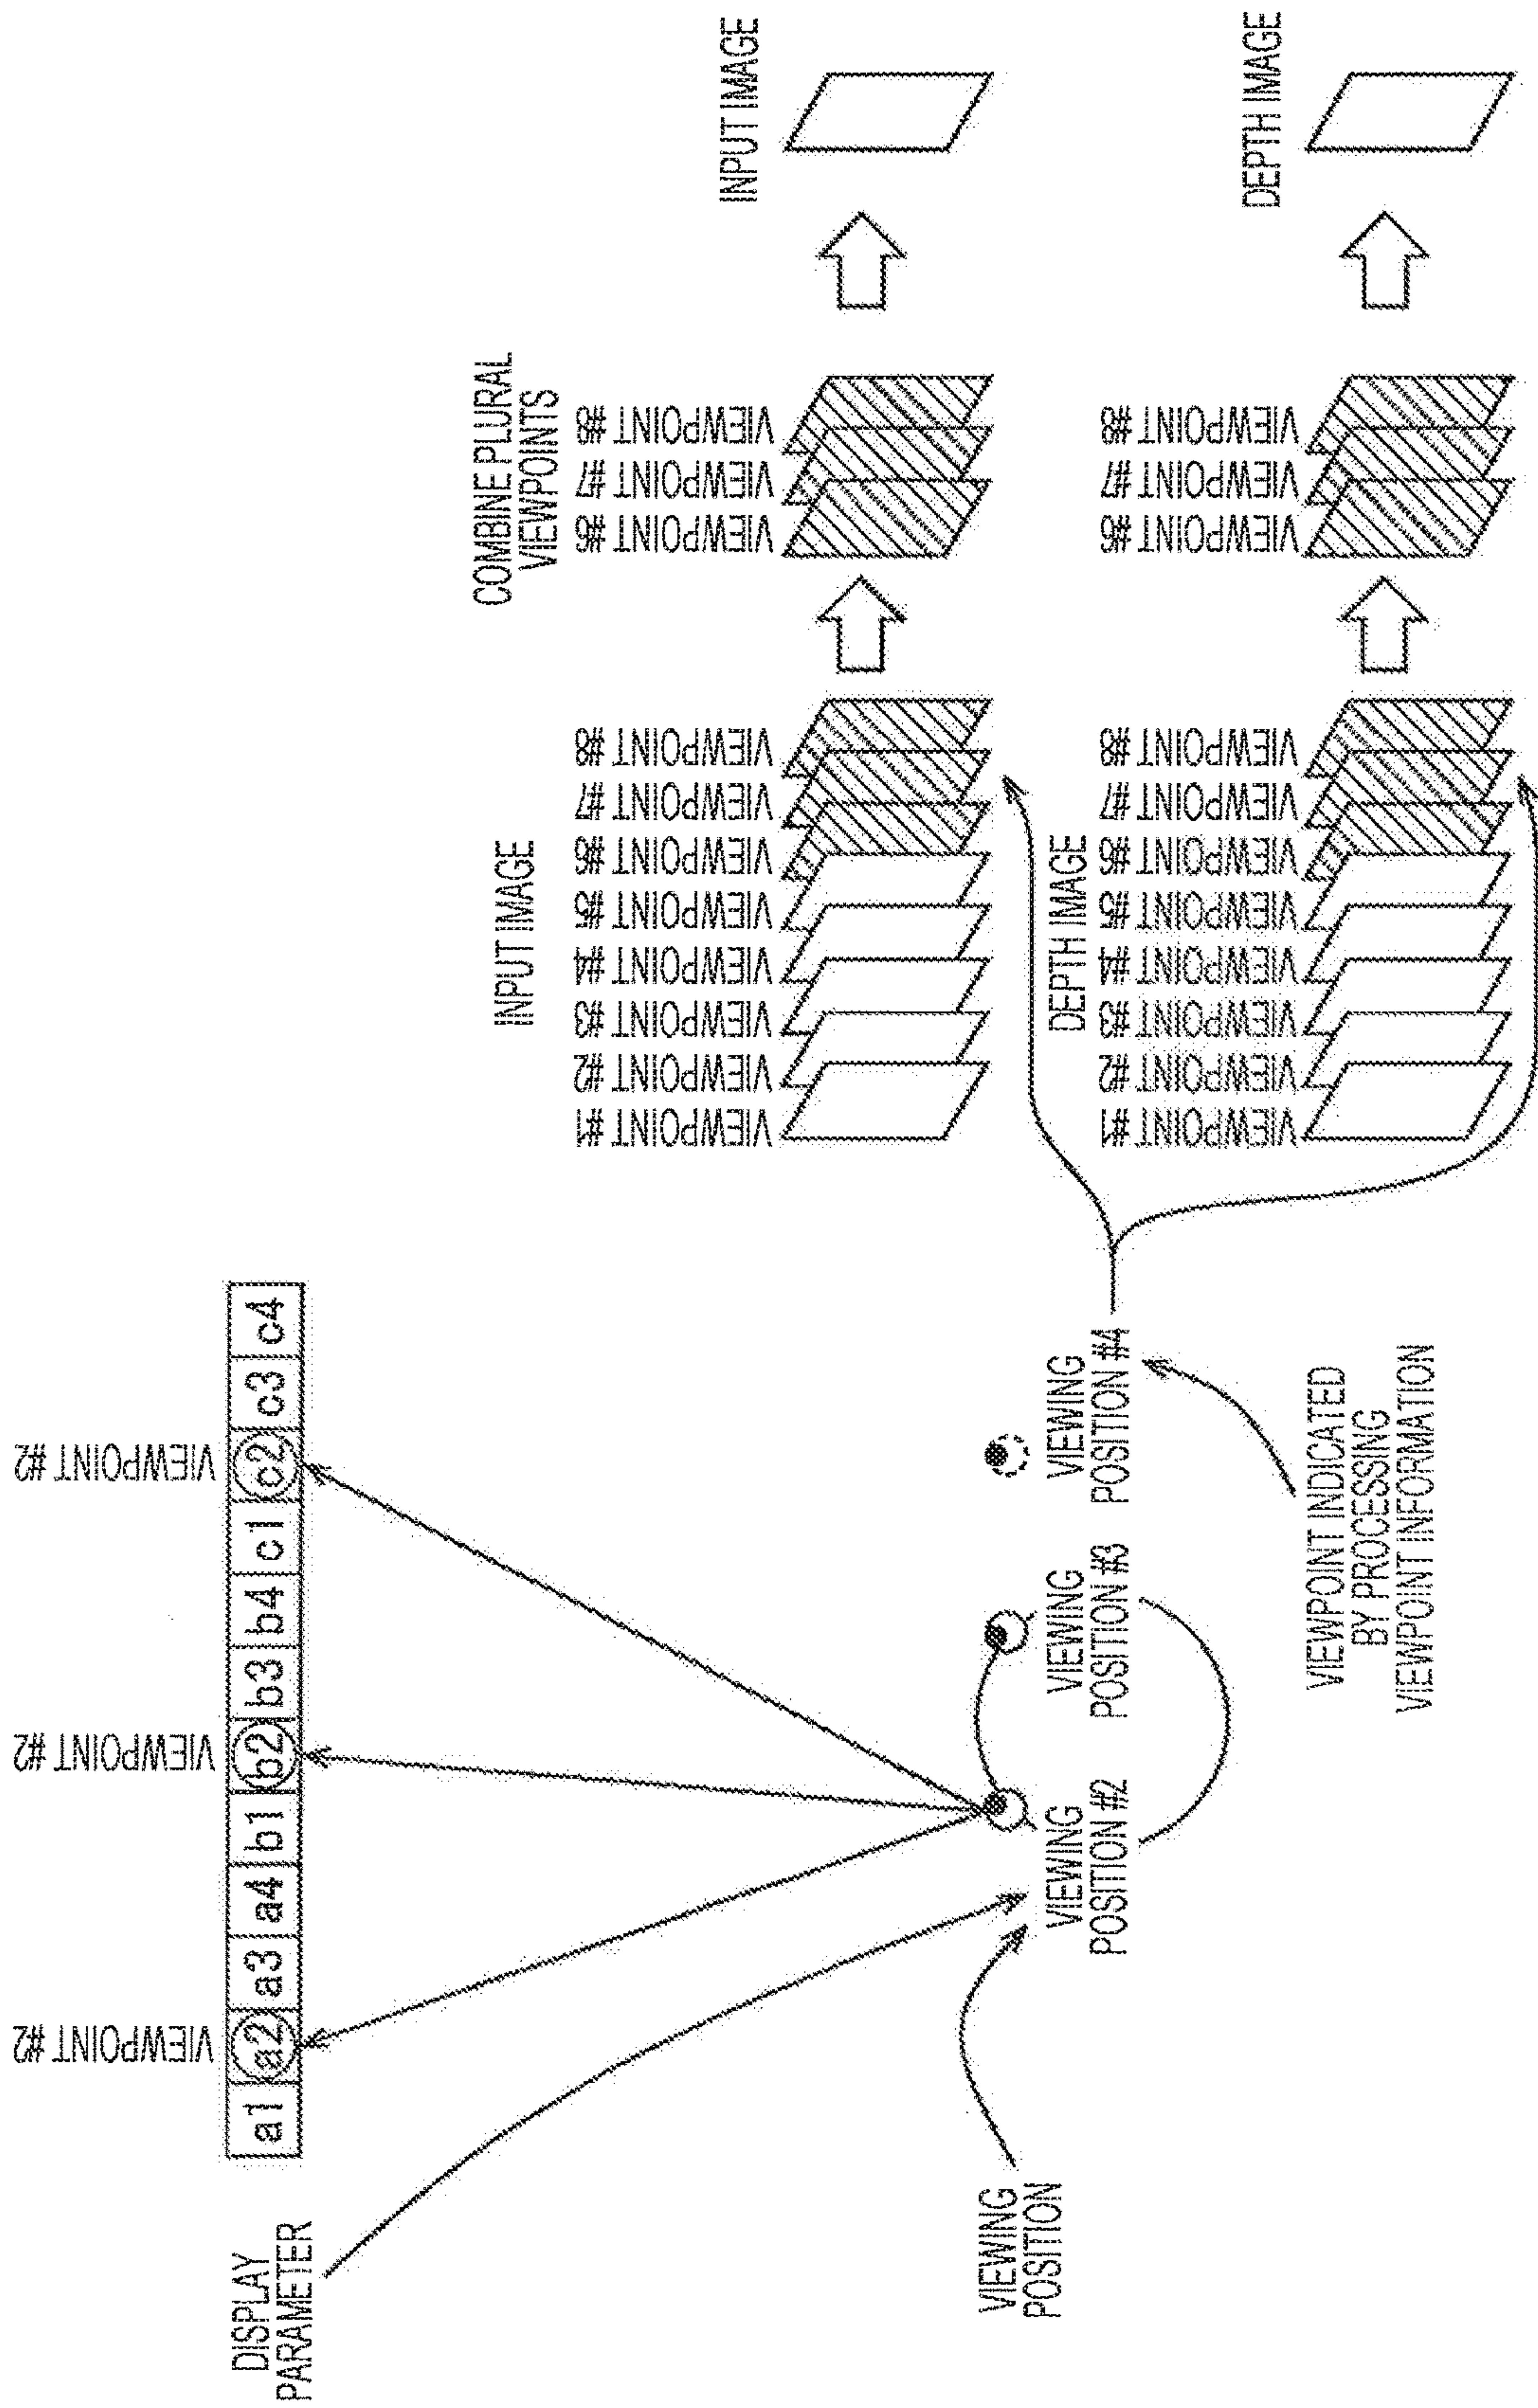 DISPLAY
PARAMETER
VIEWPOINT #2
VIEWPOINT #2
VIEWPOINT #2
a1 a2 a3 a4 b1 b2 b3 b4 c1 c2 c3 c4
VIEWING
POSITION
VIEWING
POSITION #2
VIEWING
POSITION #3
VIEWING
POSITION #4
VIEWPOINT INDICATED
BY PROCESSING
VIEWPOINT INFORMATION
INPUT IMAGE
VIEWPOINT #1
VIEWPOINT #2
VIEWPOINT #3
VIEWPOINT #4
VIEWPOINT #5
VIEWPOINT #6
VIEWPOINT #7
VIEWPOINT #8
COMBINE PLURAL
VIEWPOINTS
VIEWPOINT #6
VIEWPOINT #7
VIEWPOINT #8
INPUT IMAGE
DEPTH IMAGE
VIEWPOINT #1
VIEWPOINT #2
VIEWPOINT #3
VIEWPOINT #4
VIEWPOINT #5
VIEWPOINT #6
VIEWPOINT #7
VIEWPOINT #8
VIEWPOINT #6
VIEWPOINT #7
VIEWPOINT #8
DEPTH IMAGE